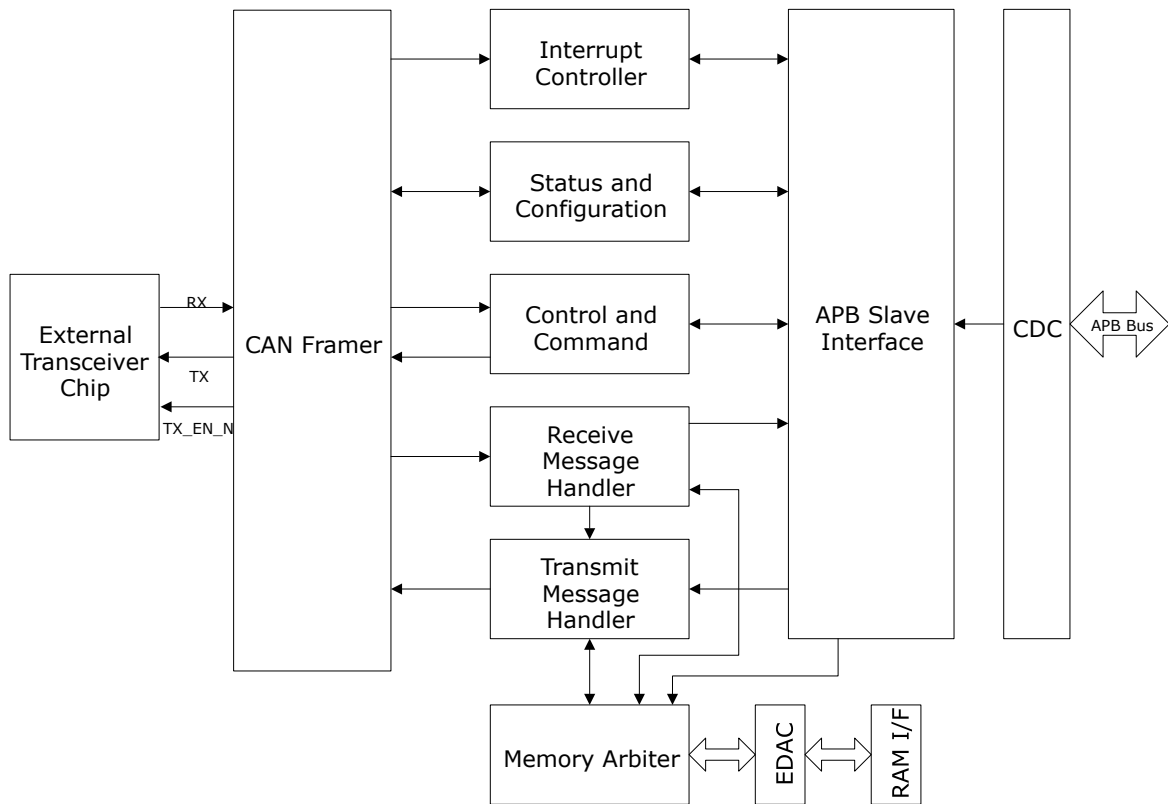 Interrupt
Controller
Status and
Configuration
RX
External
Transceiver
Chip
TX
TX_EN_N
CAN Framer
Control and
Command
APB Slave
Interface
CDC
APB Bus
Receive
Message
Handler
Transmit
Message
Handler
Memory Arbiter
EDAC
RAM I/F